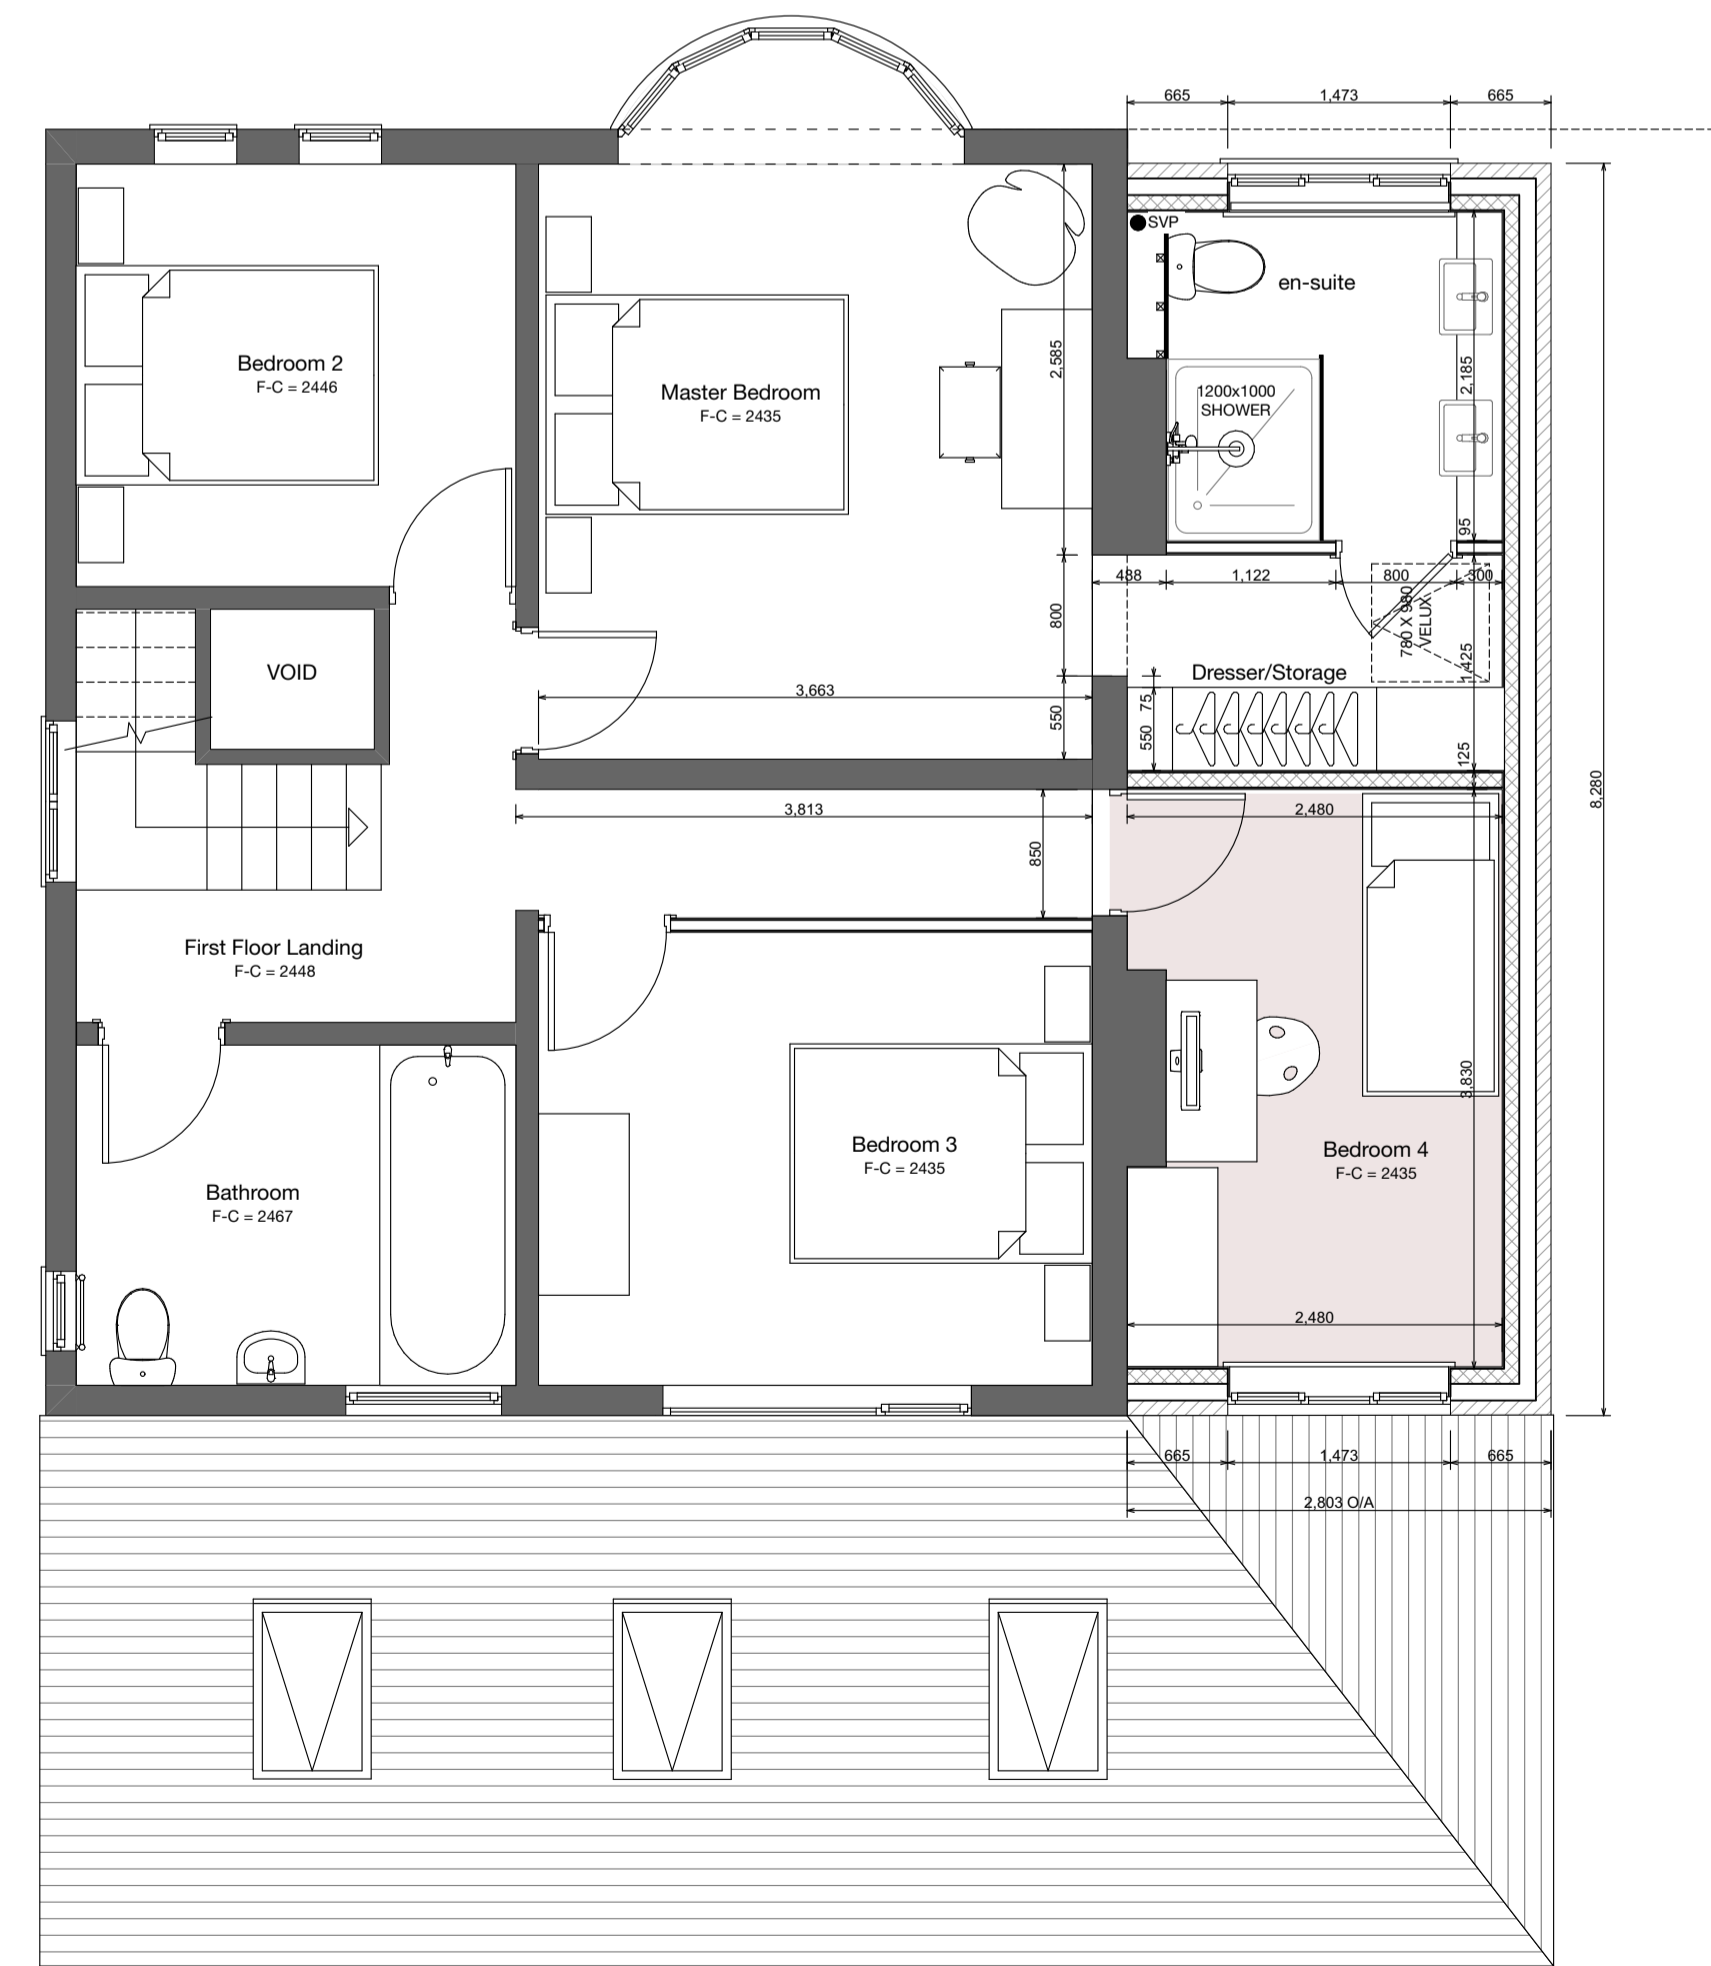 665
1,473
665
SVP
en-suite
Bedroom 2
F-C = 2446
Master Bedroom
F-C = 2435
2,585
2,185
1200x1000
SHOWER
95
488
1,122
800
300
800
780 X 980
VELUX
1,425
VOID
Dresser/Storage
3,663
550
75
550
125
8,280
3,813
2,480
850
First Floor Landing
F-C = 2448
3,830
Bedroom 3
F-C = 2435
Bedroom 4
F-C = 2435
Bathroom
F-C = 2467
2,480
665
1,473
665
2,803 O/A